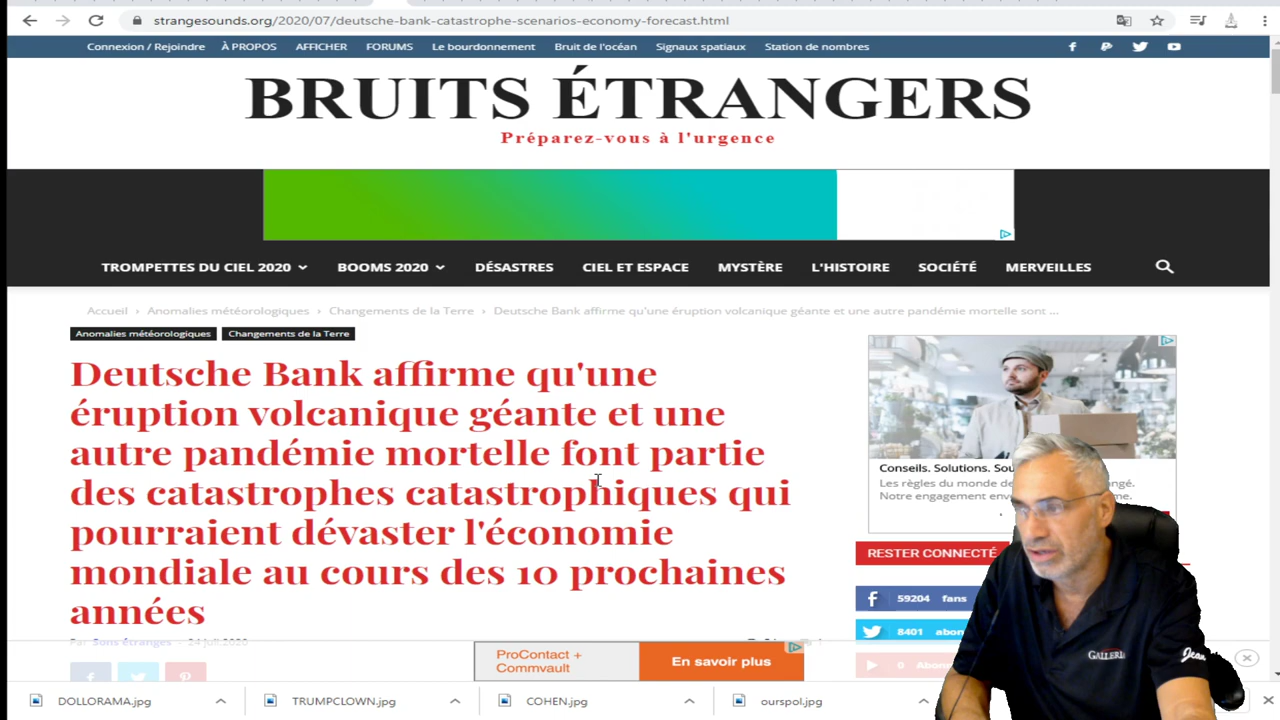 strangesounds.org/2020/07/deutsche-bank-catastrophe-scenarios-economy-forecast.html
Connexion / Rejoindre À PROPOS AFFICHER FORUMS Le bourdonnement Bruit de l'océan Signaux spatiaux Station de nombres
BRUITS ÉTRANGERS
Préparez-vous à l'urgence
TROMPETTES DU CIEL 2020 BOOMS 2020 DÉSASTRES CIEL ET ESPACE MYSTÈRE L'HISTOIRE SOCIÉTÉ MERVEILLES
Accueil › Anomalies météorologiques › Changements de la Terre › Deutsche Bank affirme qu'une éruption volcanique géante et une autre pandémie mortelle sont ...
Anomalies météorologiques Changements de la Terre
Deutsche Bank affirme qu'une
éruption volcanique géante et une
autre pandémie mortelle font partie
des catastrophes catastrophiques qui
pourraient dévaster l'économie
mondiale au cours des 10 prochaines
années
Par Sons étranges - 24 juil.2020
Conseils. Solutions.
Les règles du monde
Notre engagement
RESTER CONNECTÉ
59204 fans
8401
0
ProContact +
Commvault
En savoir plus
DOLLORAMA.jpg TRUMPCLOWN.jpg COHEN.jpg ourspol.jpg
GALLERIA
Jean